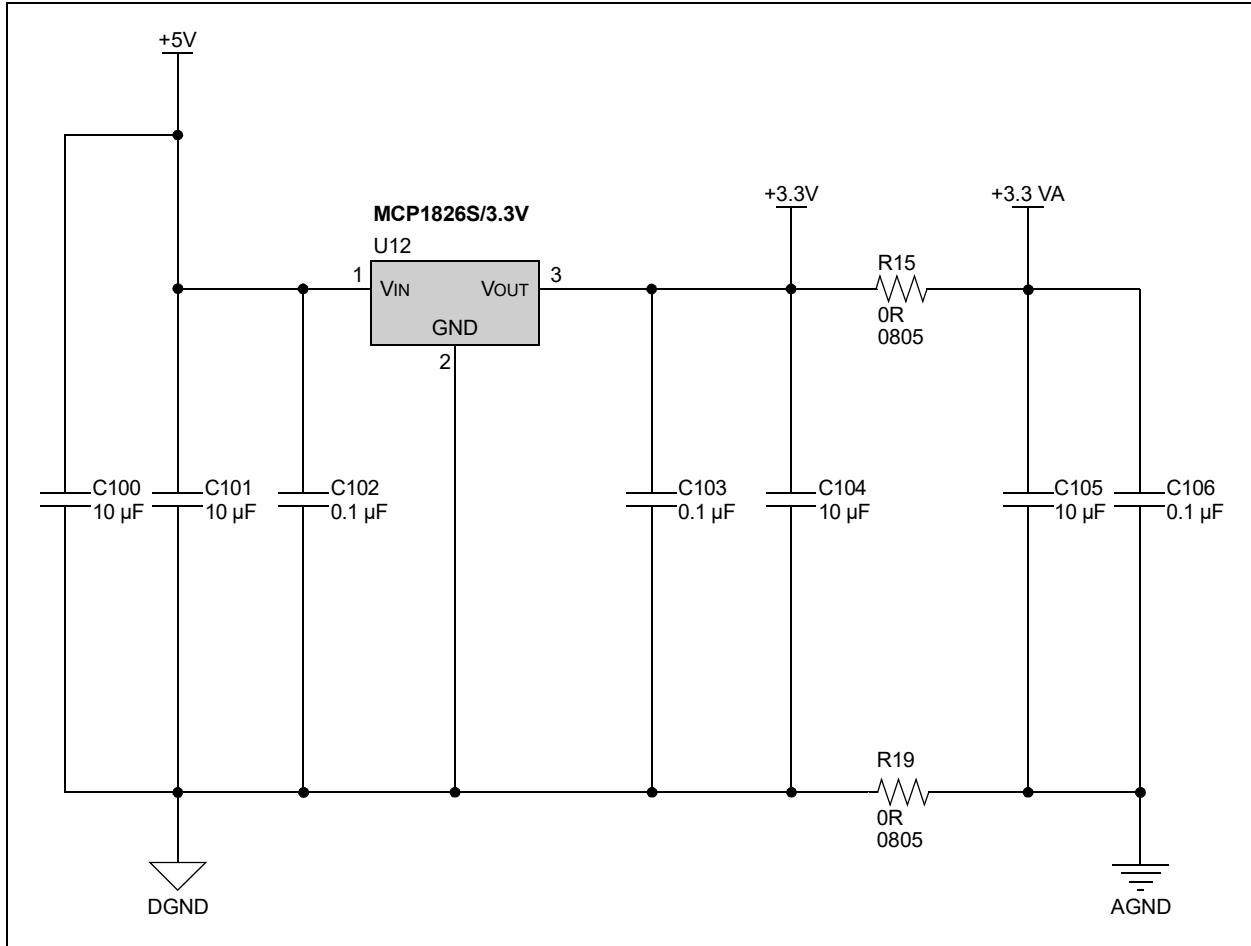 +5V
+3.3V
+3.3 VA
MCP1826S/3.3V
U12
1
VIN
VOUT
3
GND
2
R15
0R
0805
C100
10 µF
C101
10 µF
C102
0.1 µF
C103
0.1 µF
C104
10 µF
C105
10 µF
C106
0.1 µF
R19
0R
0805
DGND
AGND